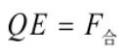 QE = F合